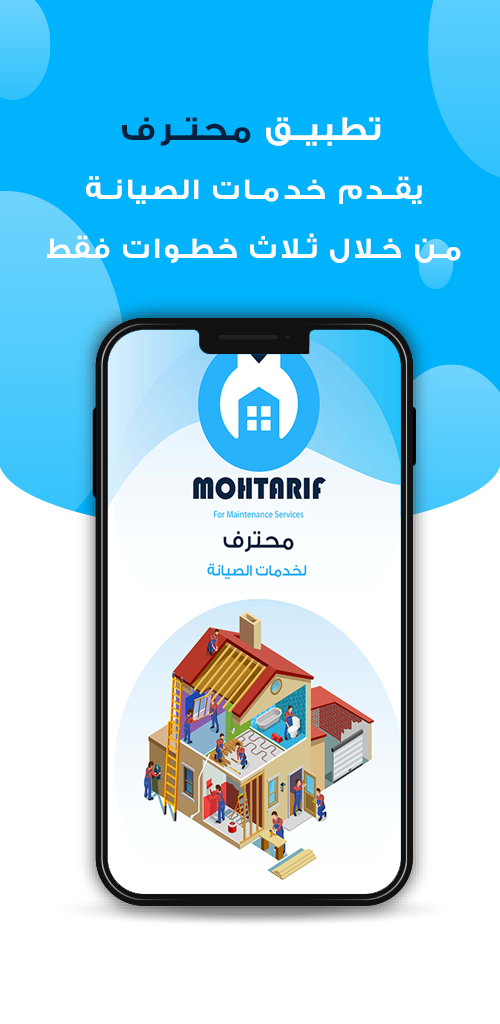 تطبيق محترف
يقدم خدمات الصيانة
من خلال ثلاث خطوات فقط
MOHTARIF
For Maintenance Services
محترف
لخدمات الصيانة